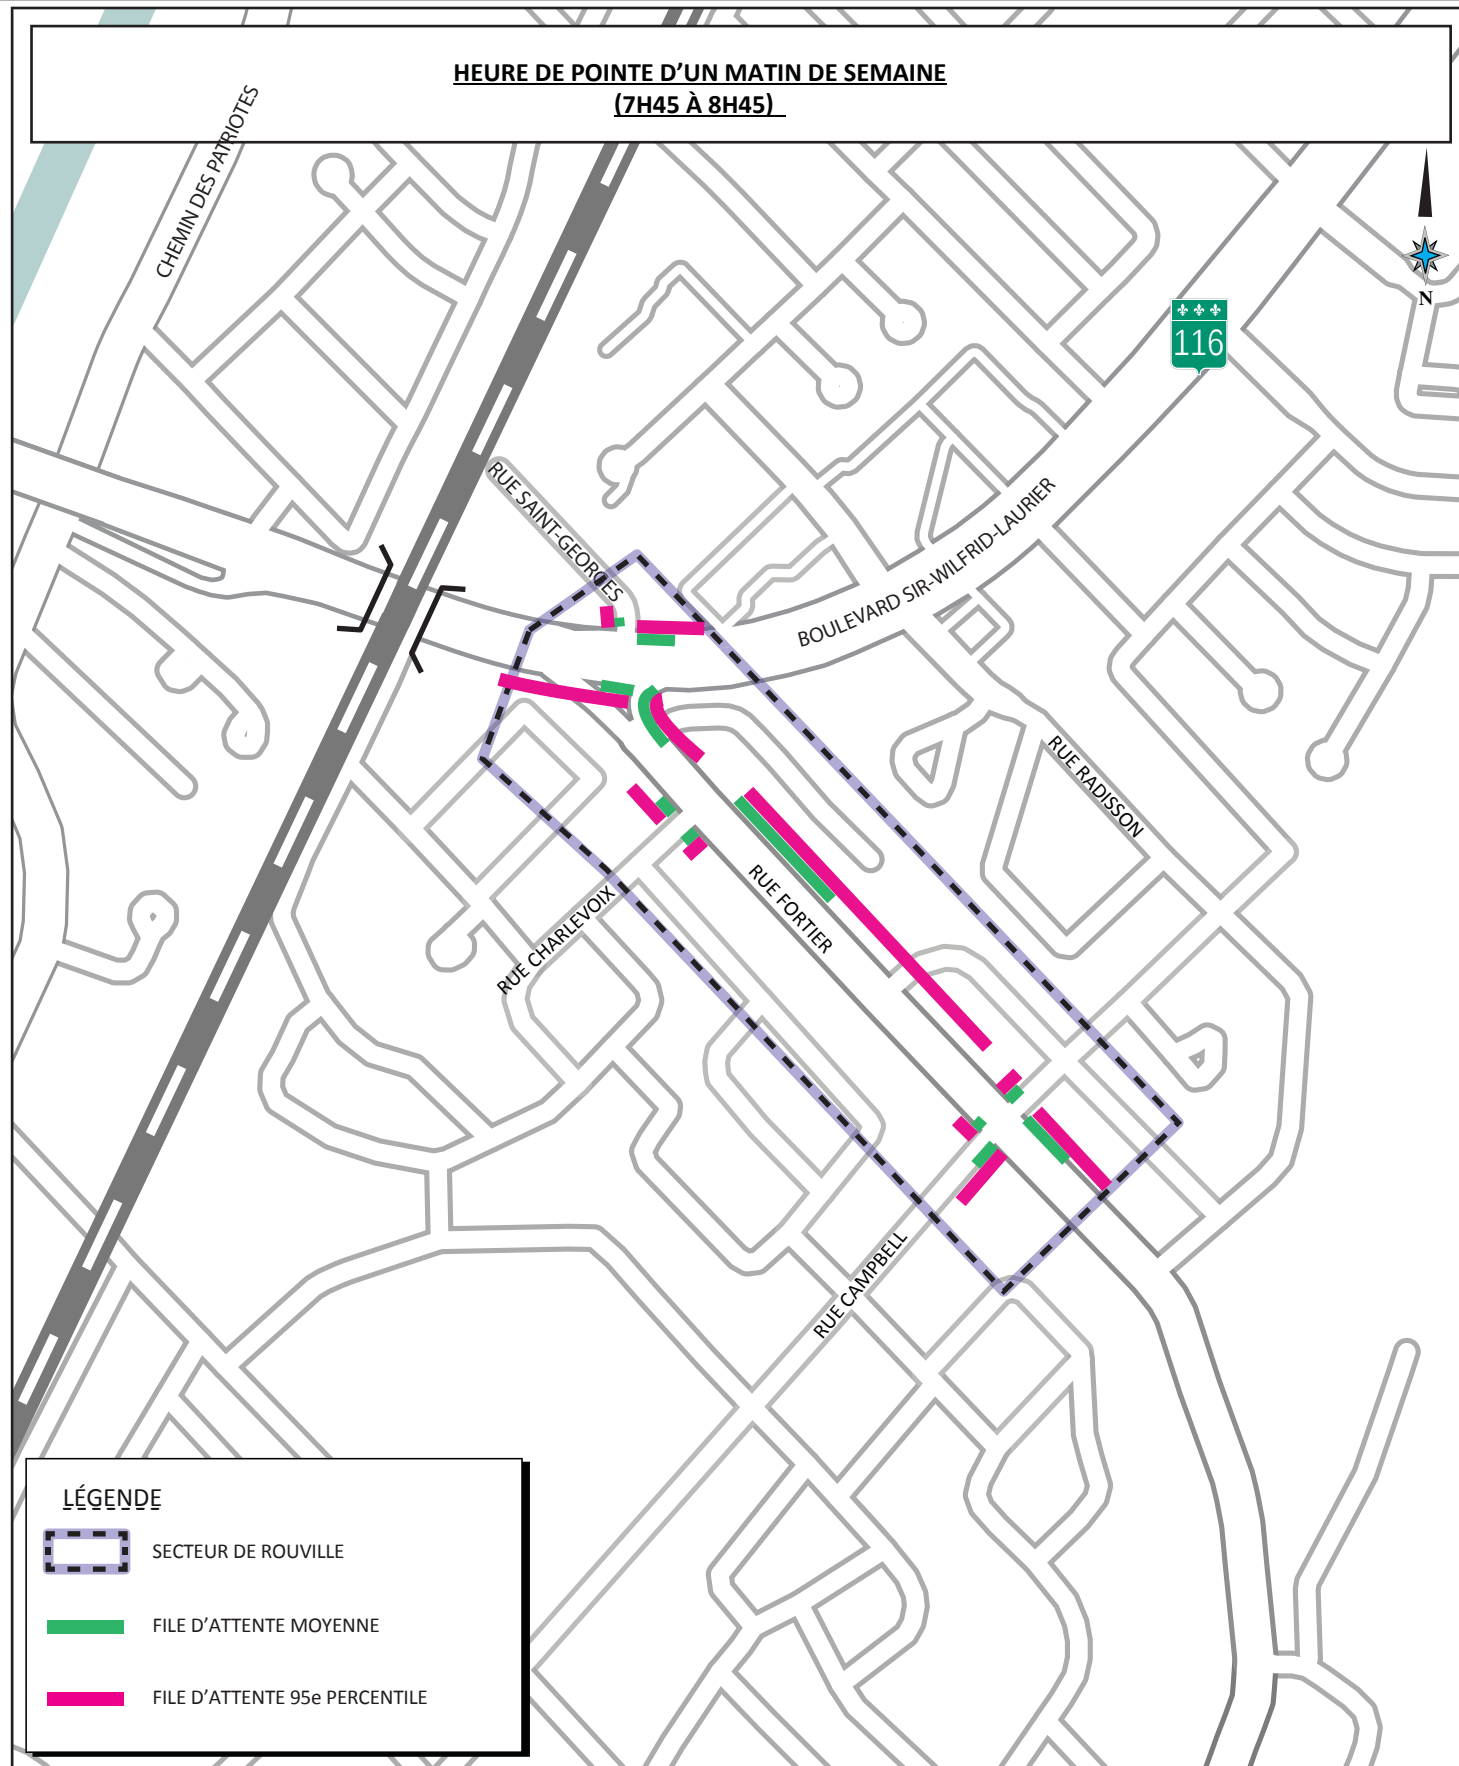 HEURE DE POINTE D'UN MATIN DE SEMAINE
(7H45 À 8H45)
CHEMIN DES PATRIOTES
N
116
RUE SAINT-GEORGES
BOULEVARD SIR-WILFRID-LAURIER
RUE RADISSON
RUE FORTIER
RUE CHARLEVOIX
RUE CAMPBELL
LÉGENDE
SECTEUR DE ROUVILLE
FILE D'ATTENTE MOYENNE
FILE D'ATTENTE 95e PERCENTILE